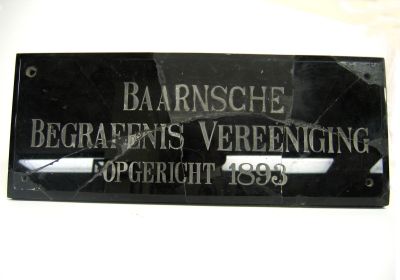 BAARNSCHE
BEGRAFENIS VEREENIGING
OPGERICHT 1893